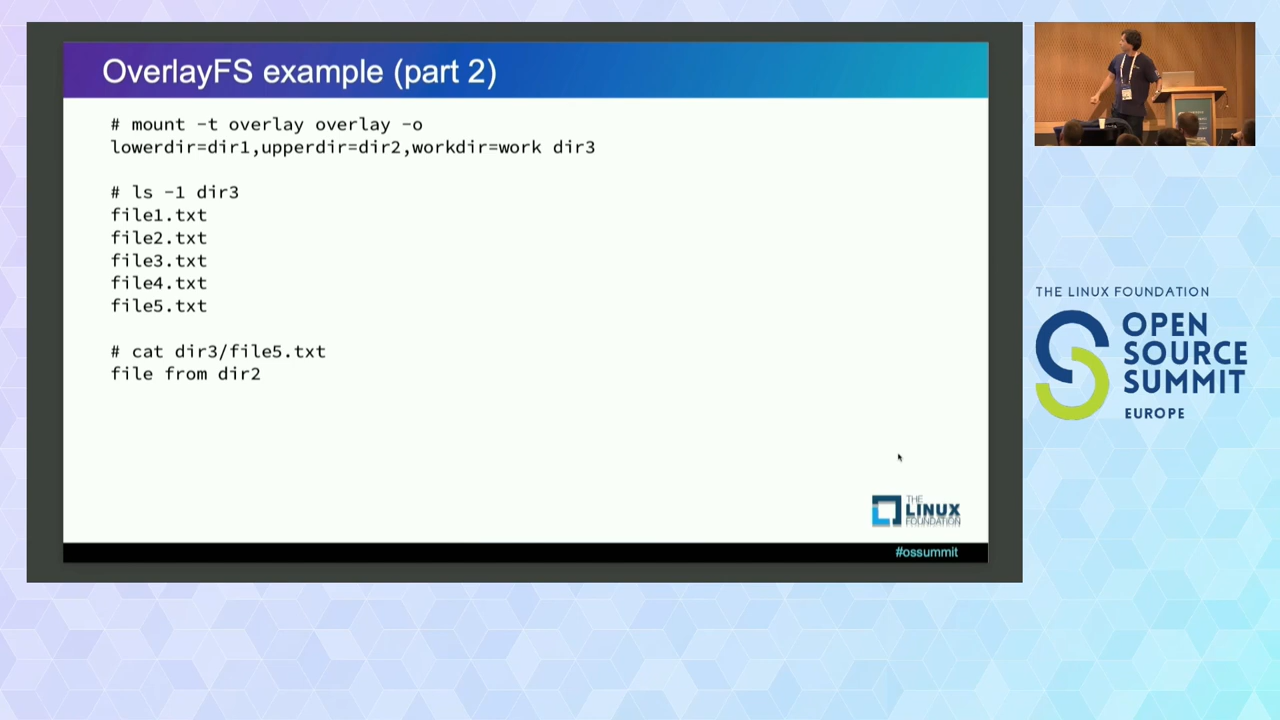 OverlayFS example (part 2)
# mount -t overlay overlay -o
lowerdir=dir1,upperdir=dir2,workdir=work dir3
# ls -1 dir3
file1.txt
file2.txt
file3.txt
file4.txt
file5.txt
# cat dir3/file5.txt
file from dir2
THE
LINUX
FOUNDATION
#ossummit
THE LINUX FOUNDATION
OPEN
SOURCE
SUMMIT
EUROPE